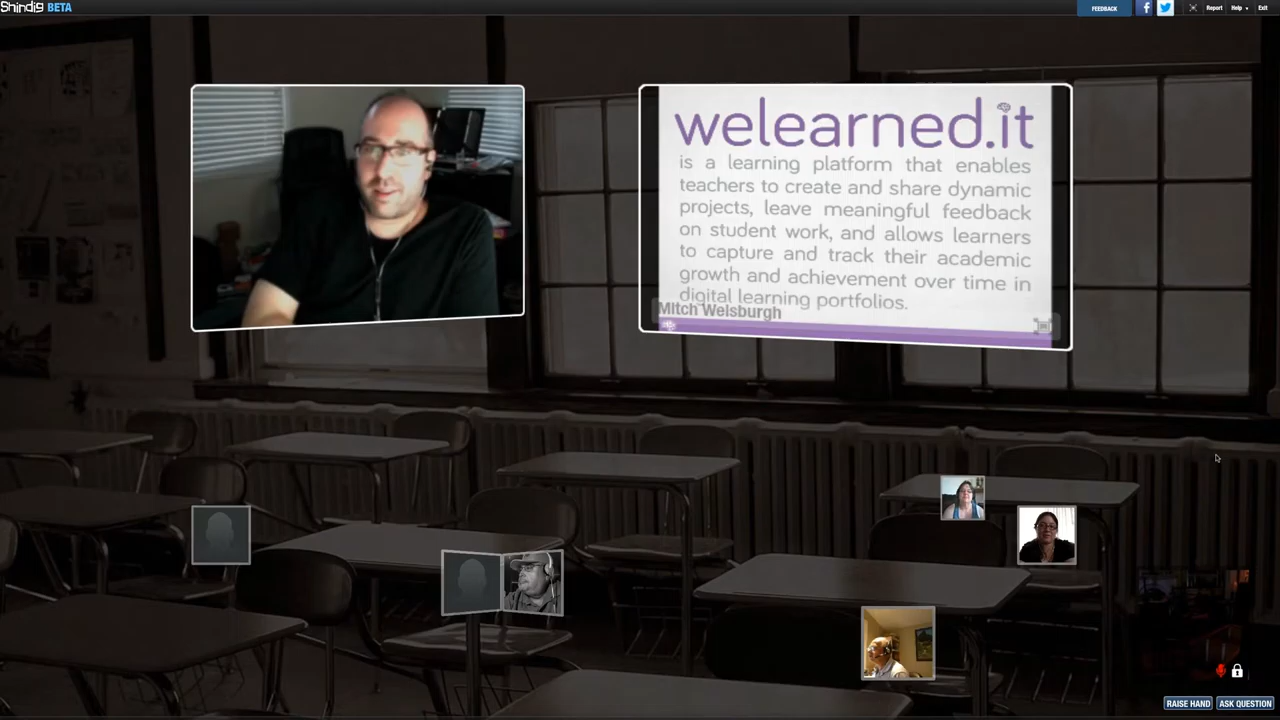 Shindig BETA
FEEDBACK
f
Report
Help
Exit
welearned.it
is a learning platform that enables
teachers to create and share dynamic
projects, leave meaningful feedback
on student work, and allows learners
to capture and track their academic
growth and achievement over time in
digital learning portfolios.
Mitch Weisburgh
RAISE HAND
ASK QUESTION